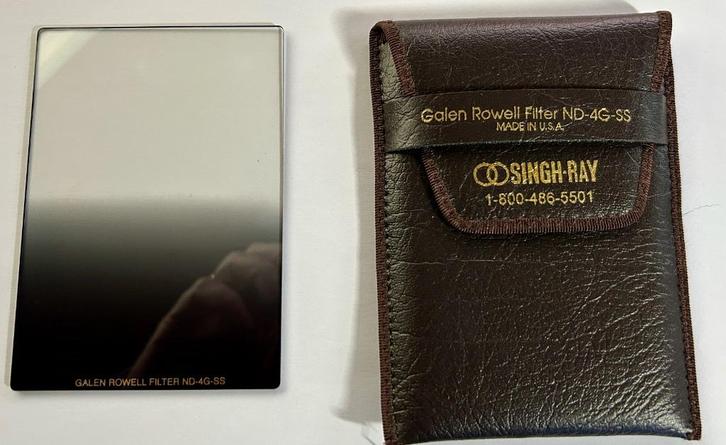 GALEN ROWELL FILTER ND-4G-SS
Galen Rowell Filter ND-4G-SS
MADE IN U.S.A.
SINGH-RAY
1-800-486-5501